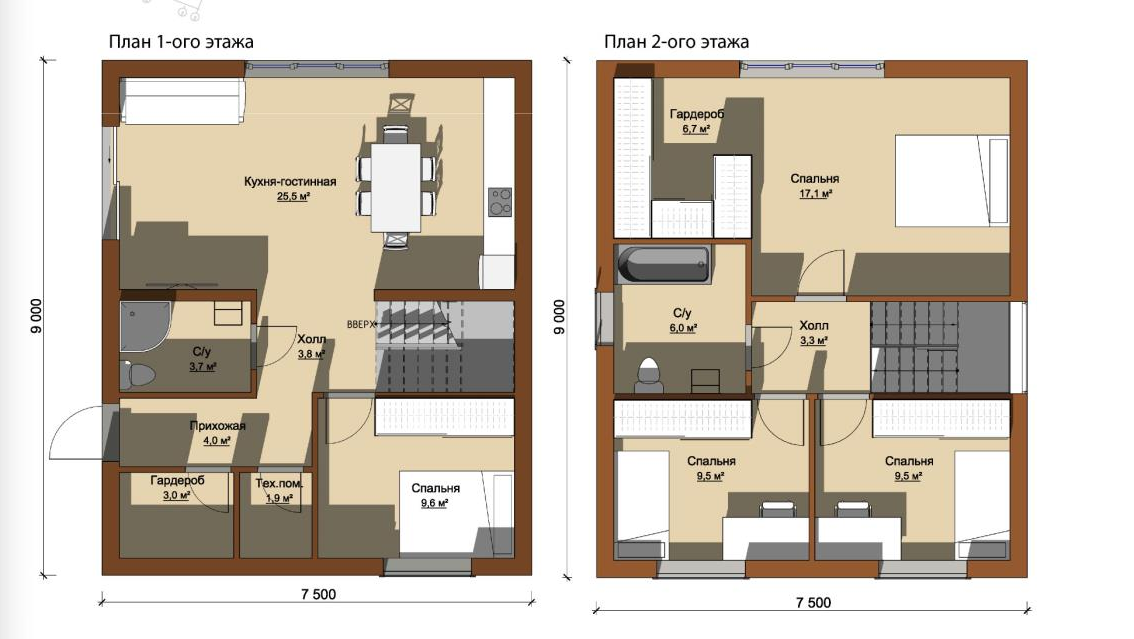 План 1-ого этажа
Кухня-гостинная
25,5 м²
9 000
ВВЕРХ
Холл
3,8 м²
С/у
3,7 м²
Прихожая
4,0 м²
Гардероб
3,0 м²
Тех.пом.
1,9 м²
Спальня
9,6 м²
7 500
План 2-ого этажа
Гардероб
6,7 м²
Спальня
17,1 м²
9 000
С/у
6,0 м²
Холл
3,3 м²
Спальня
9,5 м²
Спальня
9,5 м²
7 500